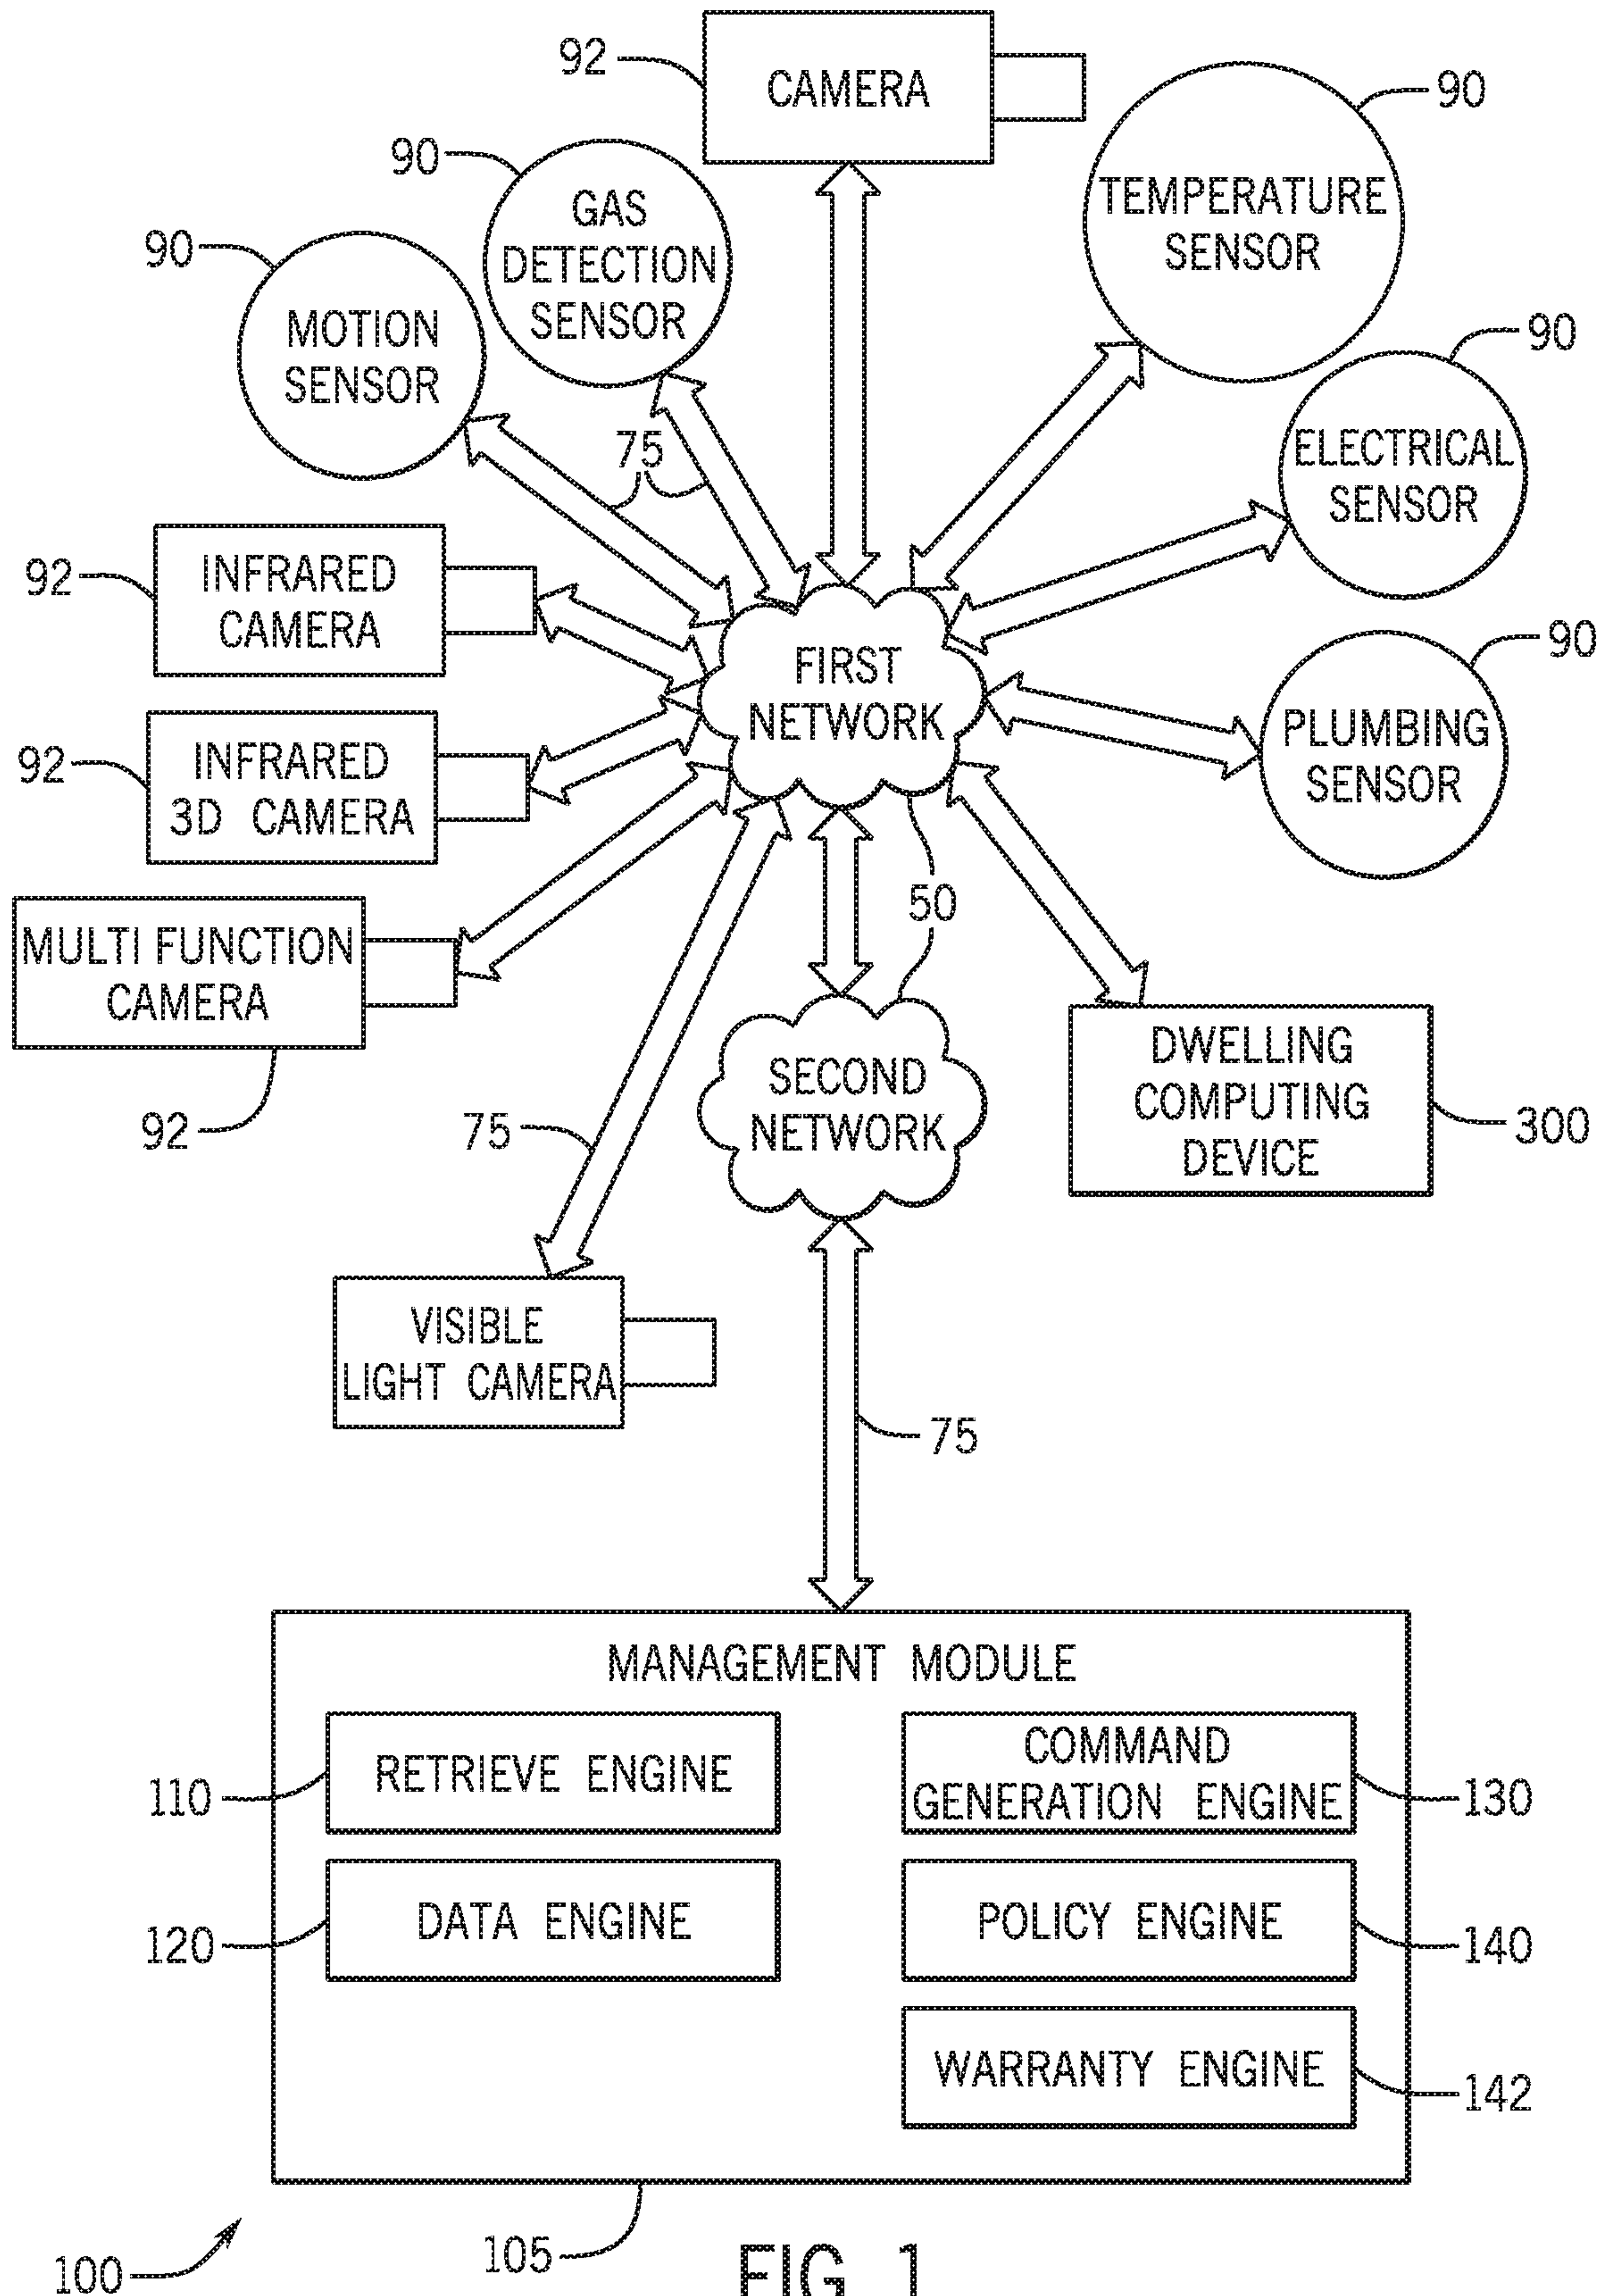 92
CAMERA
90
TEMPERATURE
SENSOR
90
GAS
DETECTION
SENSOR
90
MOTION
SENSOR
90
ELECTRICAL
SENSOR
75
92
INFRARED
CAMERA
FIRST
NETWORK
90
PLUMBING
SENSOR
92
INFRARED
3D CAMERA
50
MULTI FUNCTION
CAMERA
92
SECOND
NETWORK
DWELLING
COMPUTING
DEVICE
300
75
VISIBLE
LIGHT CAMERA
75
MANAGEMENT MODULE
110
RETRIEVE ENGINE
COMMAND
GENERATION ENGINE
130
120
DATA ENGINE
POLICY ENGINE
140
WARRANTY ENGINE
142
100
105
FIG. 1